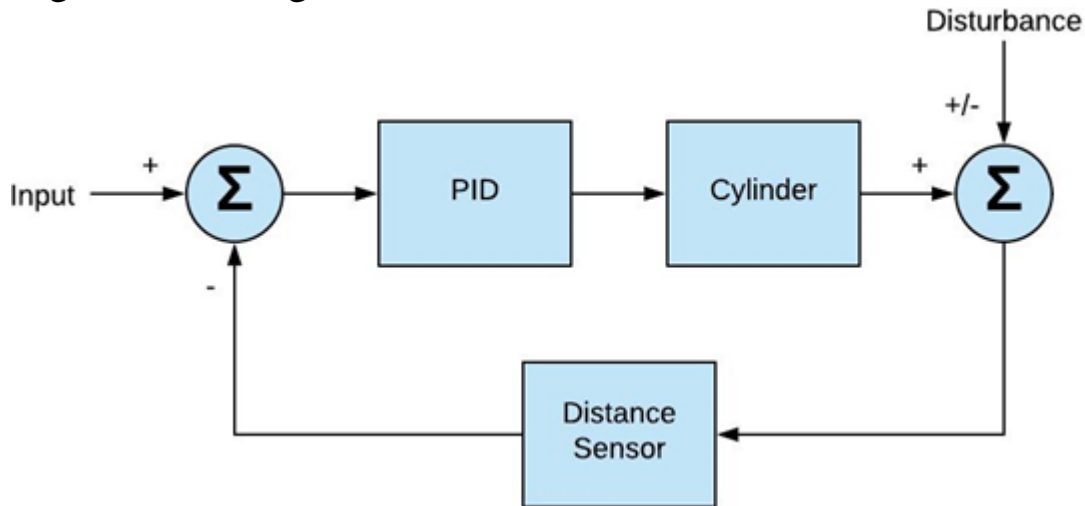 Disturbance
+/-
+
+
Input
Σ
PID
Cylinder
Σ
-
Distance
Sensor